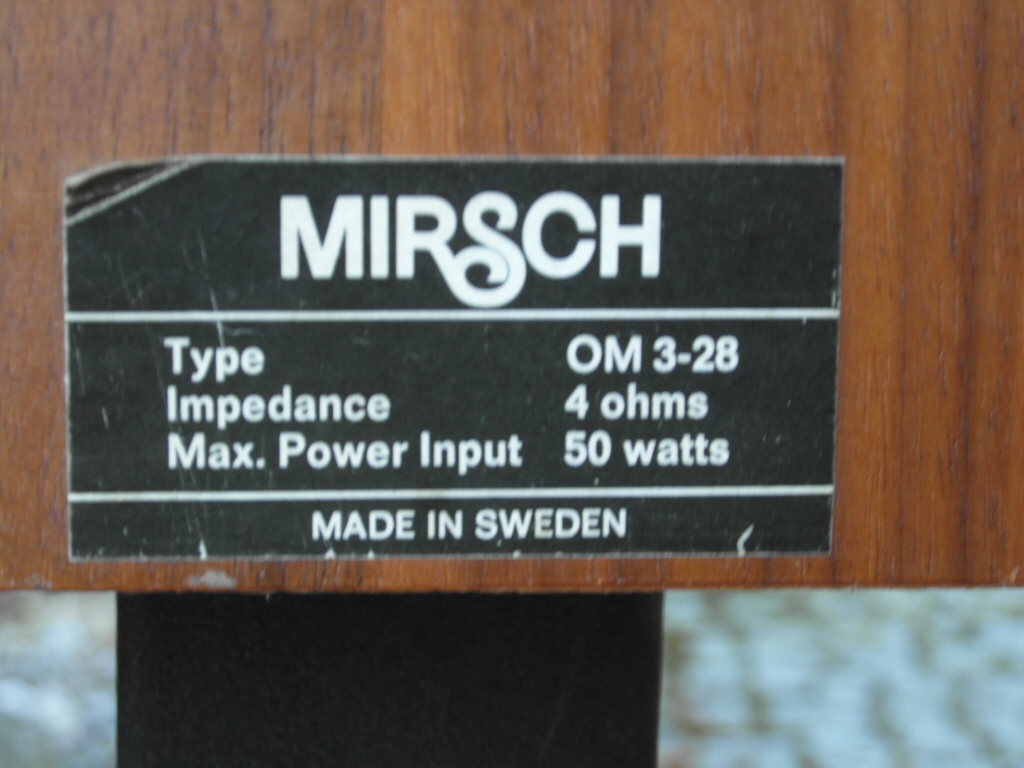 MIRSCH
Type OM 3-28
Impedance 4 ohms
Max. Power Input 50 watts
MADE IN SWEDEN